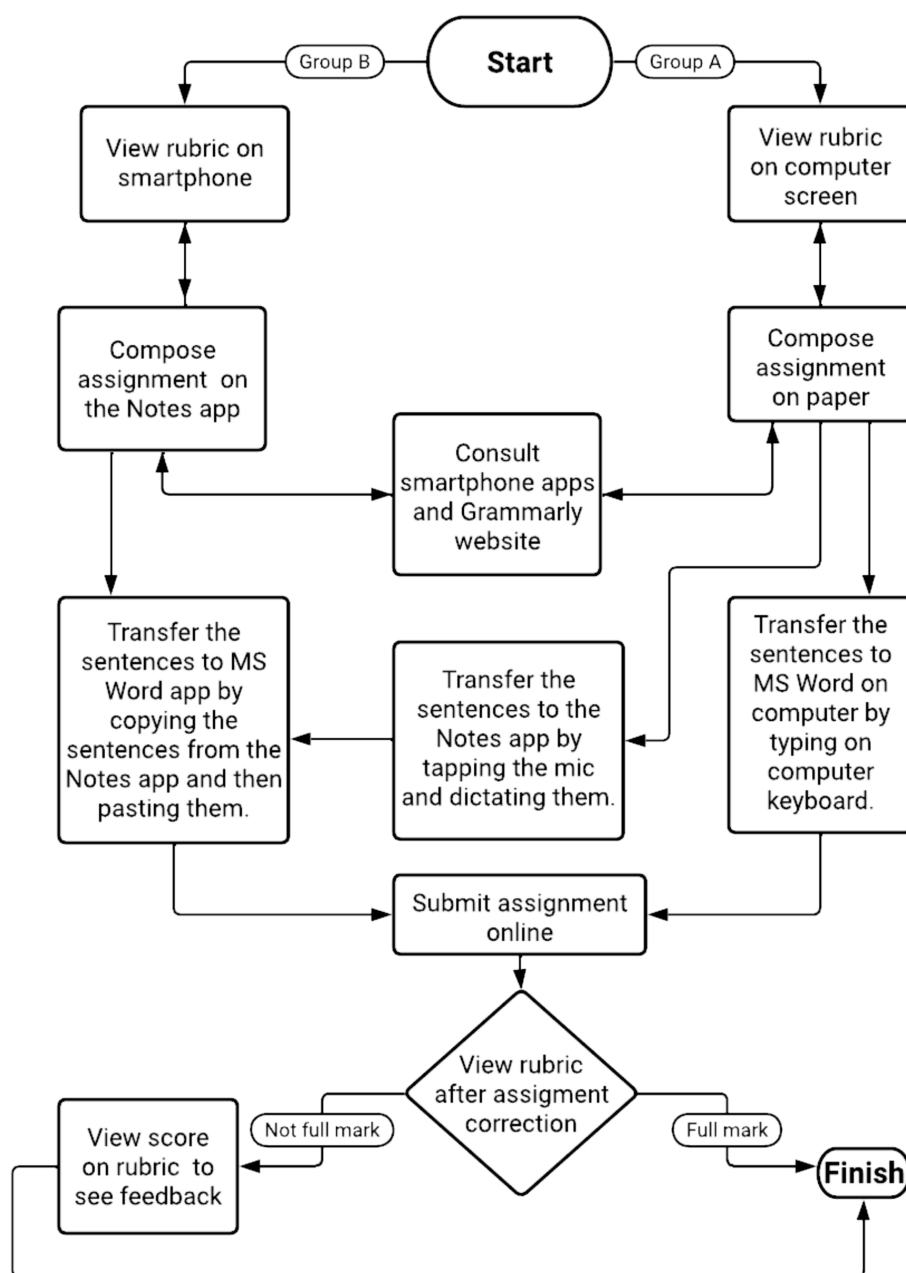 Group B
Start
Group A
View rubric on
smartphone
View rubric
on computer
screen
Compose
assignment on
the Notes app
Compose
assignment
on paper
Consult
smartphone apps
and Grammarly
website
Transfer the
sentences to MS
Word app by
copying the
sentences from the
Notes app and then
pasting them.
Transfer the
sentences to the
Notes app by
tapping the mic
and dictating them.
Transfer the
sentences to
MS Word on
computer by
typing on
computer
keyboard.
Submit assignment
online
View rubric
after assigment
correction
Not full mark
Full mark
View score
on rubric to
see feedback
Finish